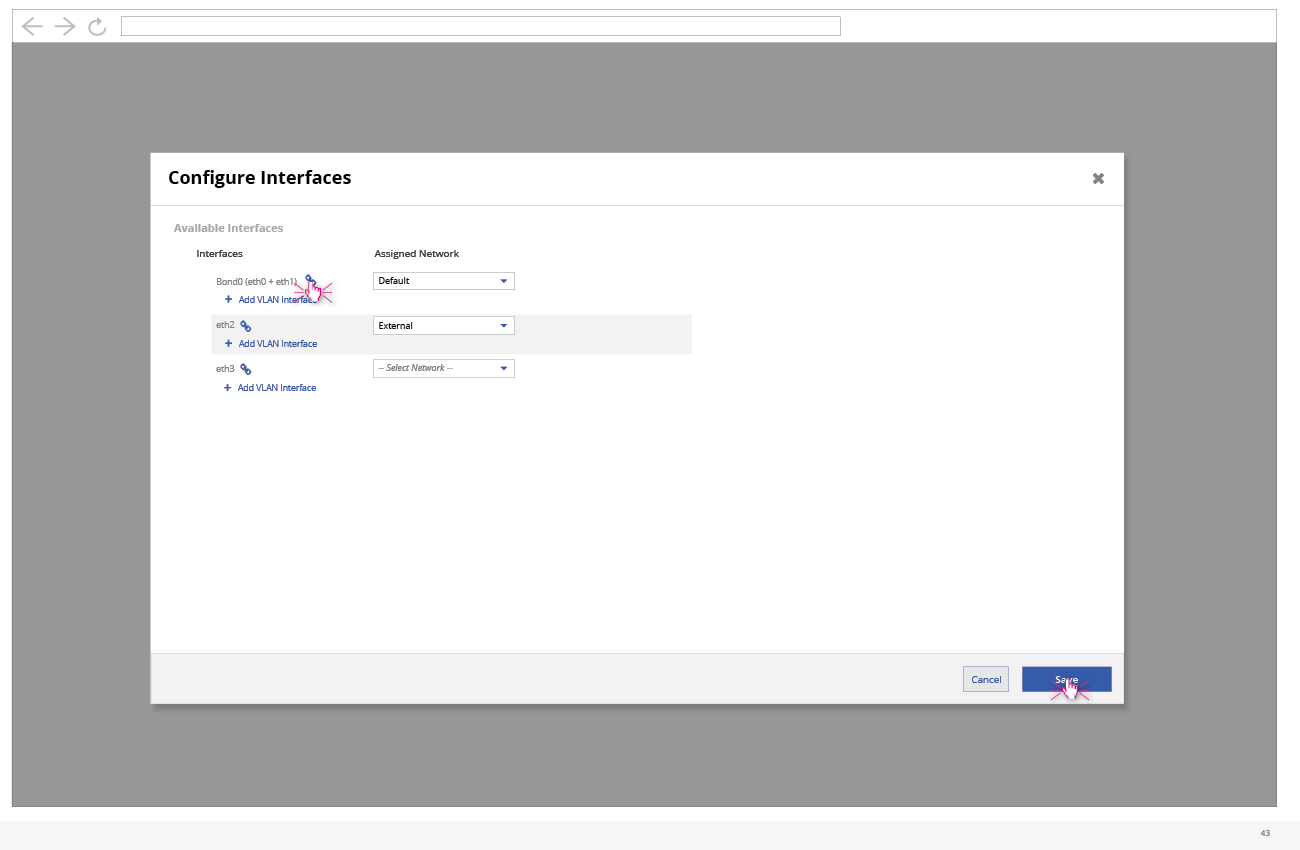 Configure Interfaces
Available Interfaces
Interfaces Assigned Network
Bond0 (eth0 + eth1) Default
+ Add VLAN Interface
eth2 External
+ Add VLAN Interface
eth3 -- Select Network --
+ Add VLAN Interface
Cancel Save
43